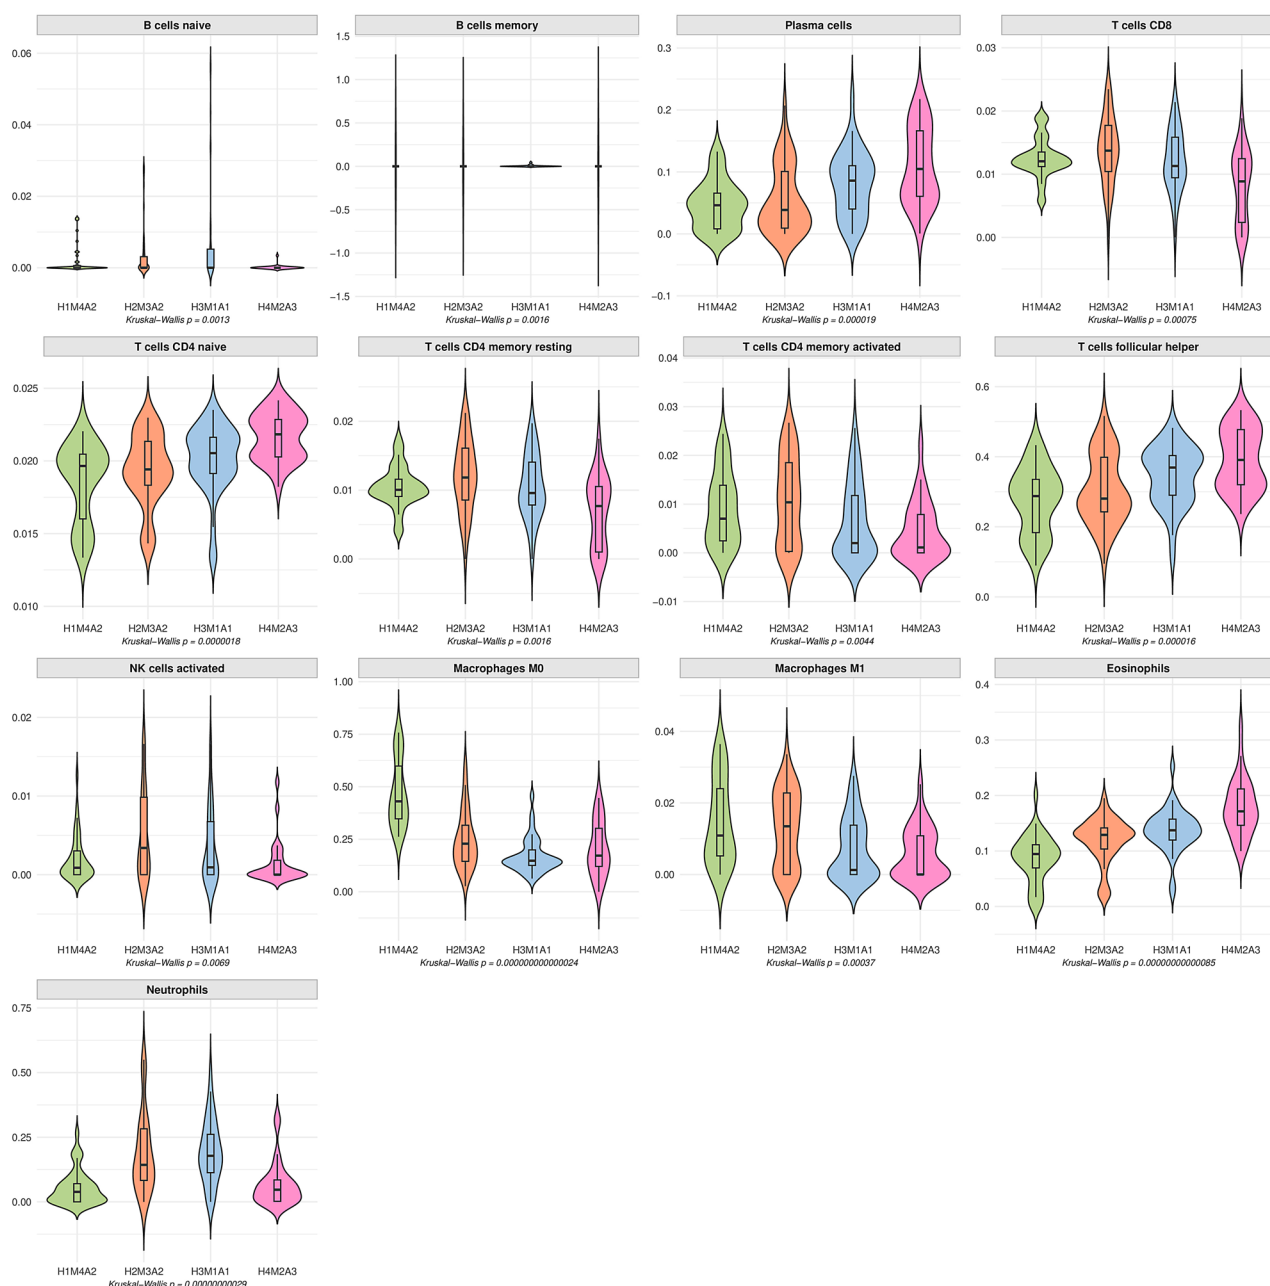 B cells naive
0.06
0.04
0.02
0.00
H1M4A2 H2M3A2 H3M1A1 H4M2A3
Kruskal−Wallis p = 0.0013
B cells memory
1.5
1.0
0.5
0.0
−0.5
−1.0
−1.5
H1M4A2 H2M3A2 H3M1A1 H4M2A3
Kruskal−Wallis p = 0.0016
Plasma cells
0.3
0.2
0.1
0.0
−0.1
H1M4A2 H2M3A2 H3M1A1 H4M2A3
Kruskal−Wallis p = 0.000019
T cells CD8
0.03
0.02
0.01
0.00
H1M4A2 H2M3A2 H3M1A1 H4M2A3
Kruskal−Wallis p = 0.00075
T cells CD4 naive
0.025
0.020
0.015
0.010
H1M4A2 H2M3A2 H3M1A1 H4M2A3
Kruskal−Wallis p = 0.0000018
T cells CD4 memory resting
0.02
0.01
0.00
H1M4A2 H2M3A2 H3M1A1 H4M2A3
Kruskal−Wallis p = 0.0016
T cells CD4 memory activated
0.04
0.03
0.02
0.01
0.00
−0.01
H1M4A2 H2M3A2 H3M1A1 H4M2A3
Kruskal−Wallis p = 0.0044
T cells follicular helper
0.6
0.4
0.2
0.0
H1M4A2 H2M3A2 H3M1A1 H4M2A3
Kruskal−Wallis p = 0.000016
NK cells activated
0.02
0.01
0.00
H1M4A2 H2M3A2 H3M1A1 H4M2A3
Kruskal−Wallis p = 0.0069
Macrophages M0
1.00
0.75
0.50
0.25
0.00
H1M4A2 H2M3A2 H3M1A1 H4M2A3
Kruskal−Wallis p = 0.000000000000024
Macrophages M1
0.04
0.02
0.00
H1M4A2 H2M3A2 H3M1A1 H4M2A3
Kruskal−Wallis p = 0.00037
Eosinophils
0.4
0.3
0.2
0.1
0.0
H1M4A2 H2M3A2 H3M1A1 H4M2A3
Kruskal−Wallis p = 0.00000000000085
Neutrophils
0.75
0.50
0.25
0.00
H1M4A2 H2M3A2 H3M1A1 H4M2A3
Kruskal−Wallis p = 0.00000000029